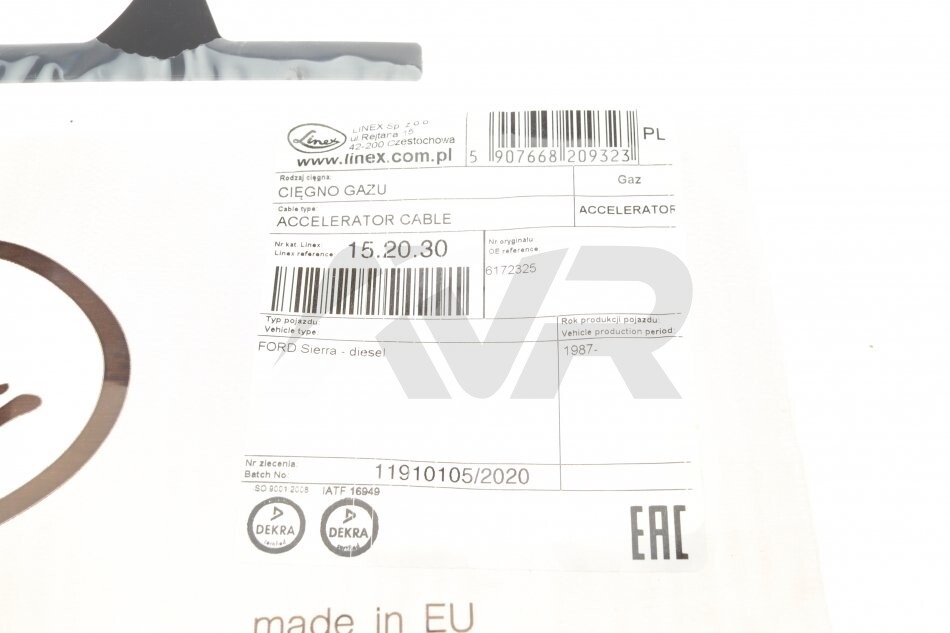 Linex
LINEX Sp. z o.o.
ul Rejtana 16
42-200 Czestochowa
www.linex.com.pl
5 907668 209323
PL
Rodzaj cięgna:
CIĘGNO GAZU
Gaz
Cable type:
ACCELERATOR CABLE
ACCELERATOR
Nr kat. Linex
Linex reference
15.20.30
Nr oryginału:
OE reference
6172325
Typ pojazdu
Vehicle type:
Rok produkcji pojazdu:
Vehicle production period:
FORD Sierra - diesel
1987-
Nr zlecenia:
Batch No:
11910105/2020
ISO 9001:2008
IATF 16949
DEKRA
DEKRA
EAC
made in EU